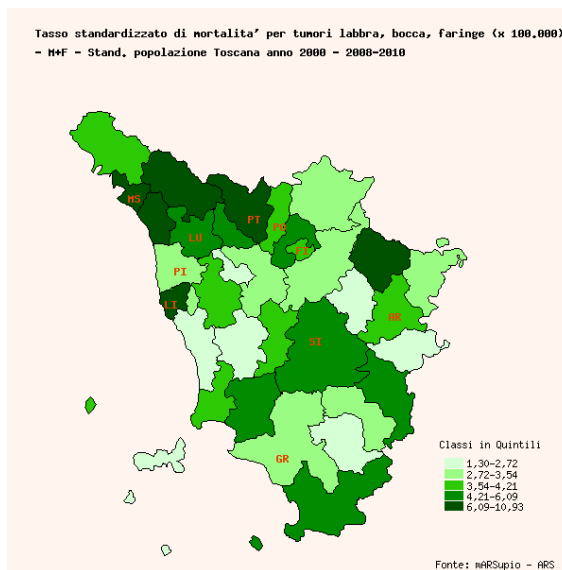 Tasso standardizzato di mortalita' per tumori labbra, bocca, faringe (x 100.000)
- M+F - Stand. popolazione Toscana anno 2000 - 2008-2010
MS
PT
PO
LU
FI
PI
LI
AR
SI
GR
Classi in Quintili
1,30-2,72
2,72-3,54
3,54-4,21
4,21-6,09
6,09-10,93
Fonte: mARSupio - ARS